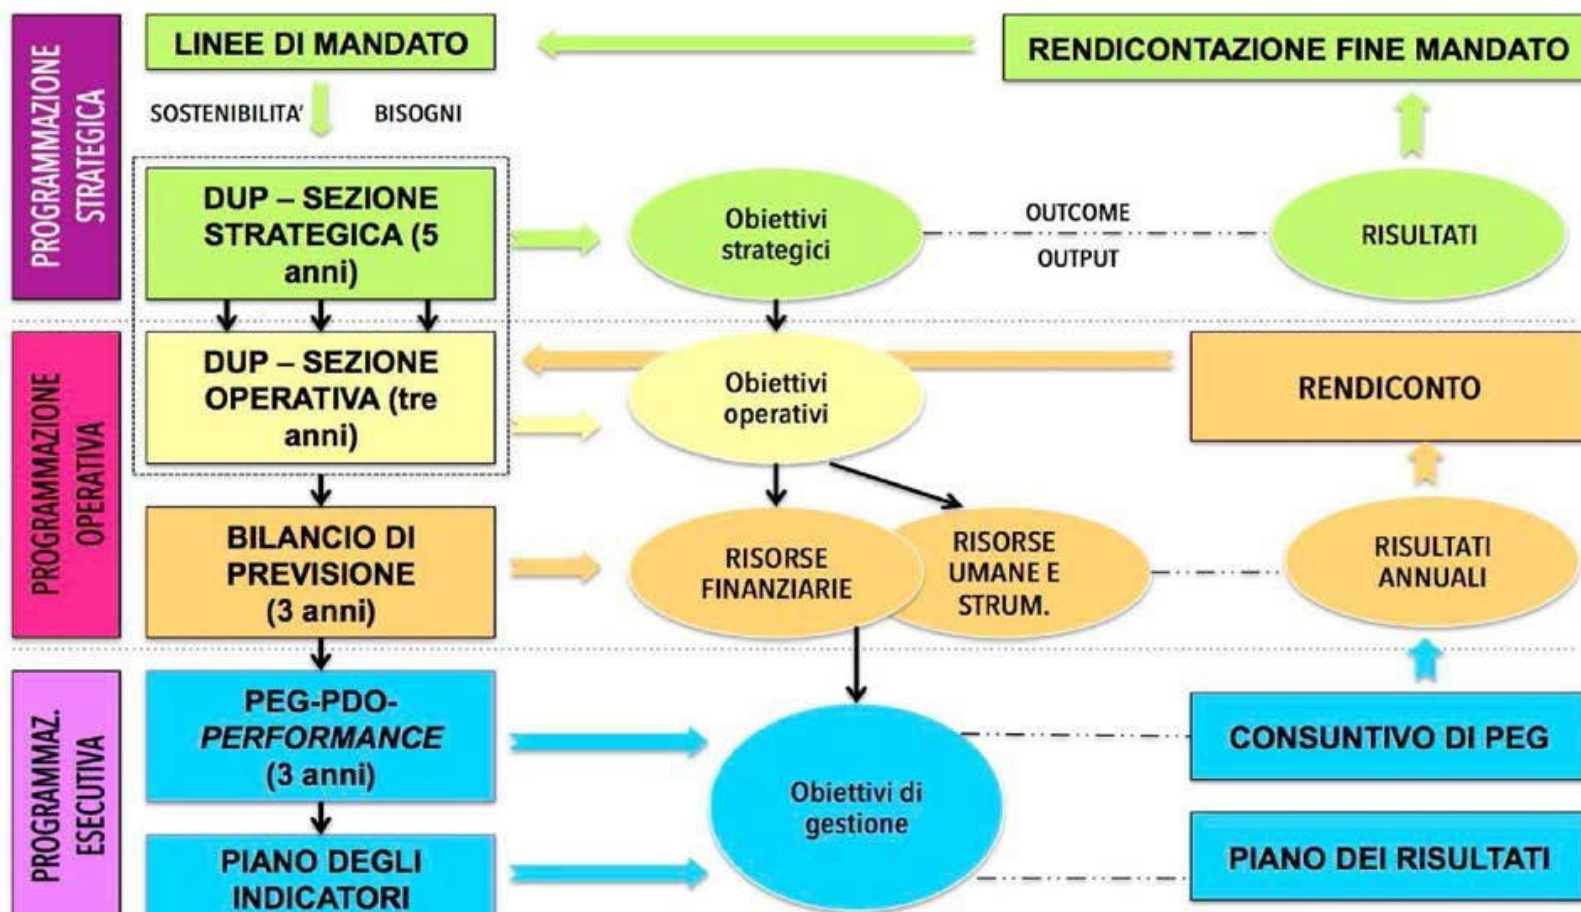 PROGRAMMAZIONE
STRATEGICA
LINEE DI MANDATO
RENDICONTAZIONE FINE MANDATO
SOSTENIBILITA'
BISOGNI
DUP – SEZIONE
STRATEGICA (5
anni)
Obiettivi
strategici
OUTCOME
OUTPUT
RISULTATI
PROGRAMMAZIONE
OPERATIVA
DUP – SEZIONE
OPERATIVA (tre
anni)
Obiettivi
operativi
RENDICONTO
BILANCIO DI
PREVISIONE
(3 anni)
RISORSE
FINANZIARIE
RISORSE
UMANE E
STRUM.
RISULTATI
ANNUALI
PROGRAMMAZ.
ESECUTIVA
PEG-PDO-
PERFORMANCE
(3 anni)
Obiettivi di
gestione
CONSUNTIVO DI PEG
PIANO DEGLI
INDICATORI
PIANO DEI RISULTATI